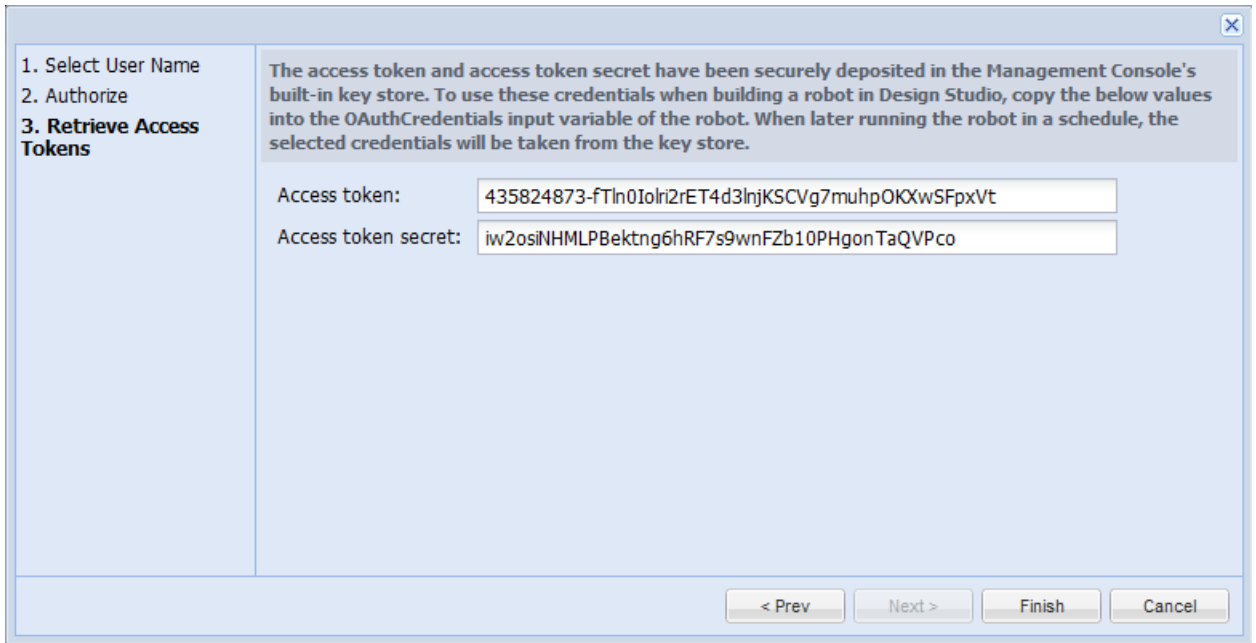 1. Select User Name
2. Authorize
3. Retrieve Access
Tokens
The access token and access token secret have been securely deposited in the Management Console's
built-in key store. To use these credentials when building a robot in Design Studio, copy the below values
into the OAuthCredentials input variable of the robot. When later running the robot in a schedule, the
selected credentials will be taken from the key store.
Access token: 435824873-fTln0Iolri2rET4d3lnjKSCVg7muhpOKXwSFpxVt
Access token secret: iw2osiNHMLPBektng6hRF7s9wnFZb10PHgonTaQVPco
< Prev Next > Finish Cancel